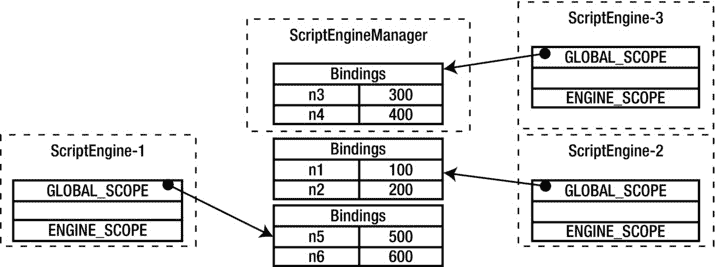 ScriptEngineManager
Bindings
n3 300
n4 400
ScriptEngine-3
GLOBAL_SCOPE
ENGINE_SCOPE
ScriptEngine-1
GLOBAL_SCOPE
ENGINE_SCOPE
Bindings
n1 100
n2 200
Bindings
n5 500
n6 600
ScriptEngine-2
GLOBAL_SCOPE
ENGINE_SCOPE